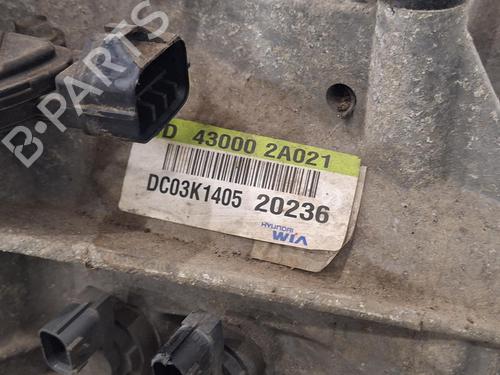 B-PARTS
D 43000 2A021
DC03K1405 20236
HYUNDAI
WIA